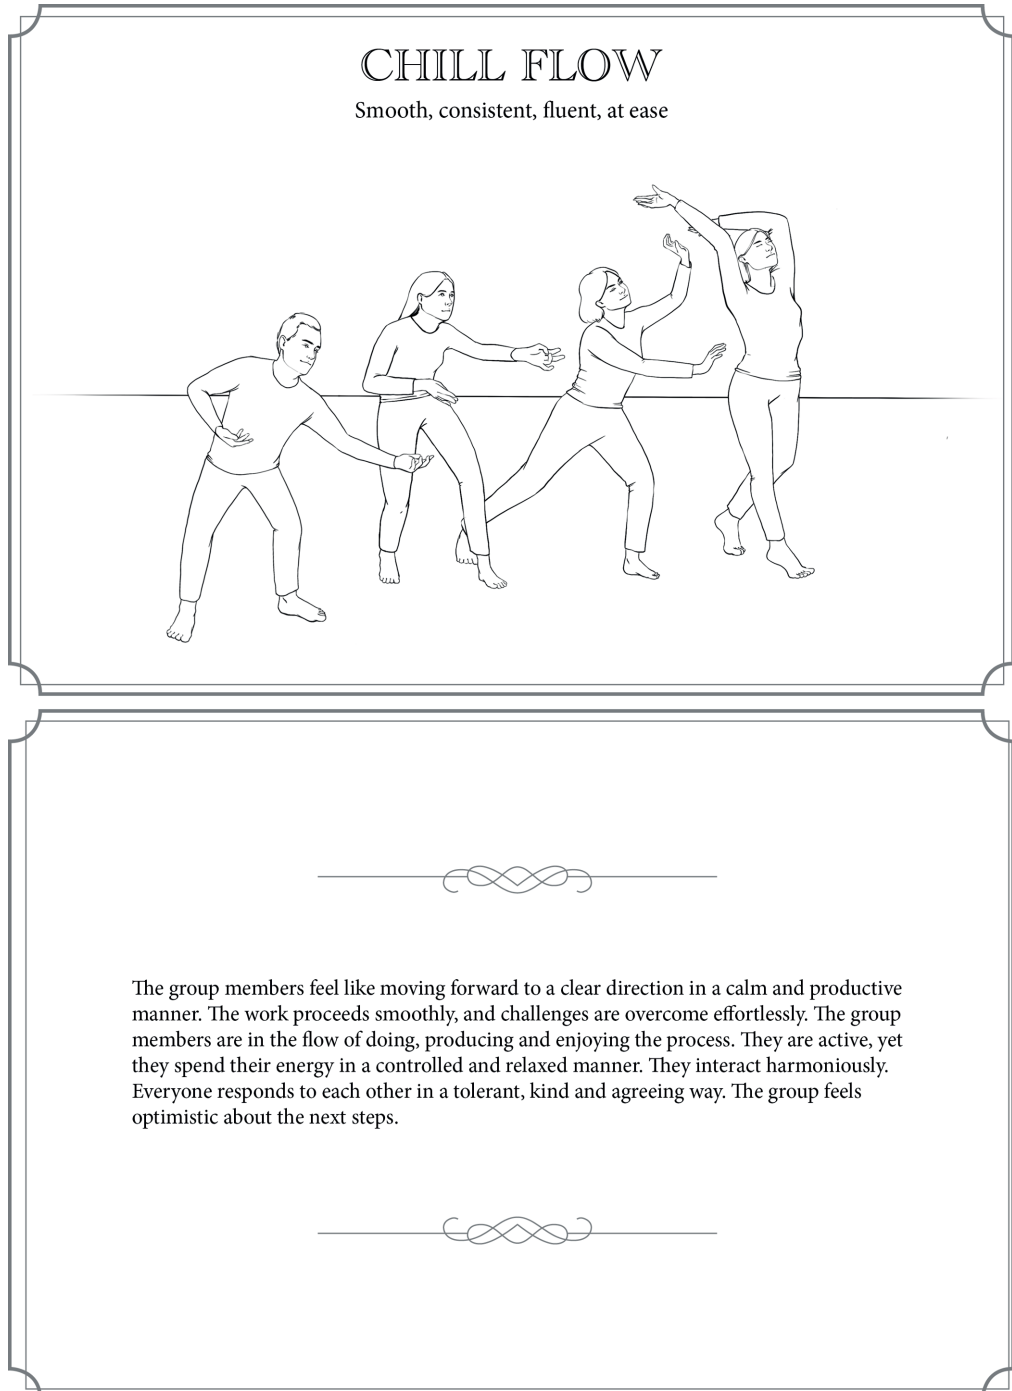 CHILL FLOW
Smooth, consistent, fluent, at ease
The group members feel like moving forward to a clear direction in a calm and productive
manner. The work proceeds smoothly, and challenges are overcome effortlessly. The group
members are in the flow of doing, producing and enjoying the process. They are active, yet
they spend their energy in a controlled and relaxed manner. They interact harmoniously.
Everyone responds to each other in a tolerant, kind and agreeing way. The group feels
optimistic about the next steps.